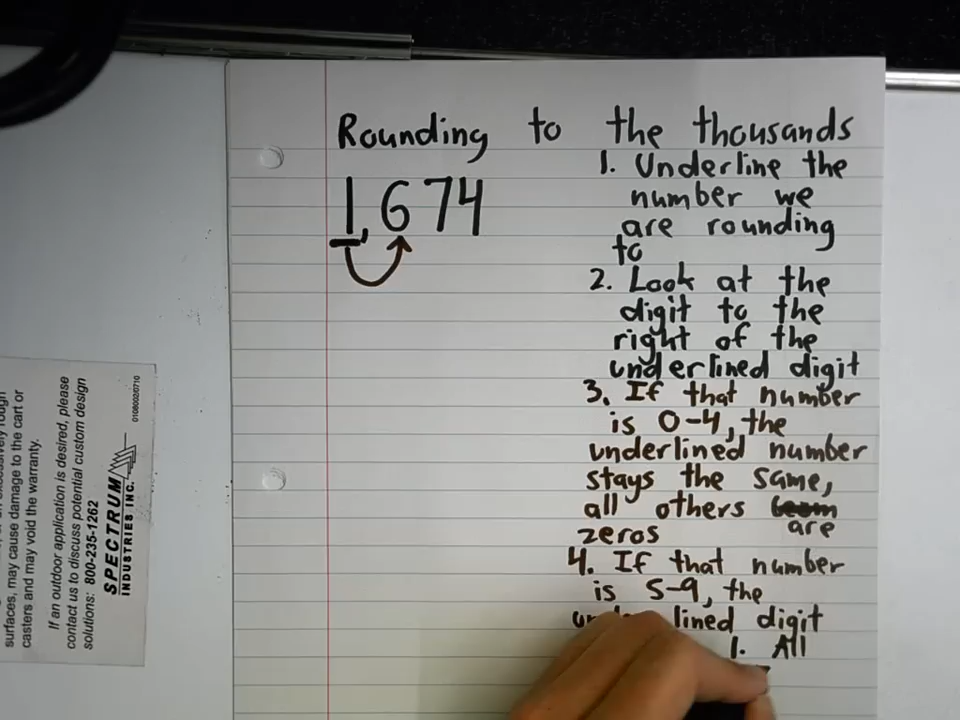 Rounding to the thousands
1,674
1. Underline the
number we
are rounding
to
2. Look at the
digit to the
right of the
underlined digit
3. If that number
is 0-4, the
underlined number
stays the same,
all others
are
zeros
4. If that number
is 5-9, the
lined digit
1. All
surfaces, may cause damage to the cart or
casters and may void the warranty.
If an outdoor application is desired, please
contact us to discuss potential custom design
solutions: 800-235-1262
SPECTRUM
INDUSTRIES INC.